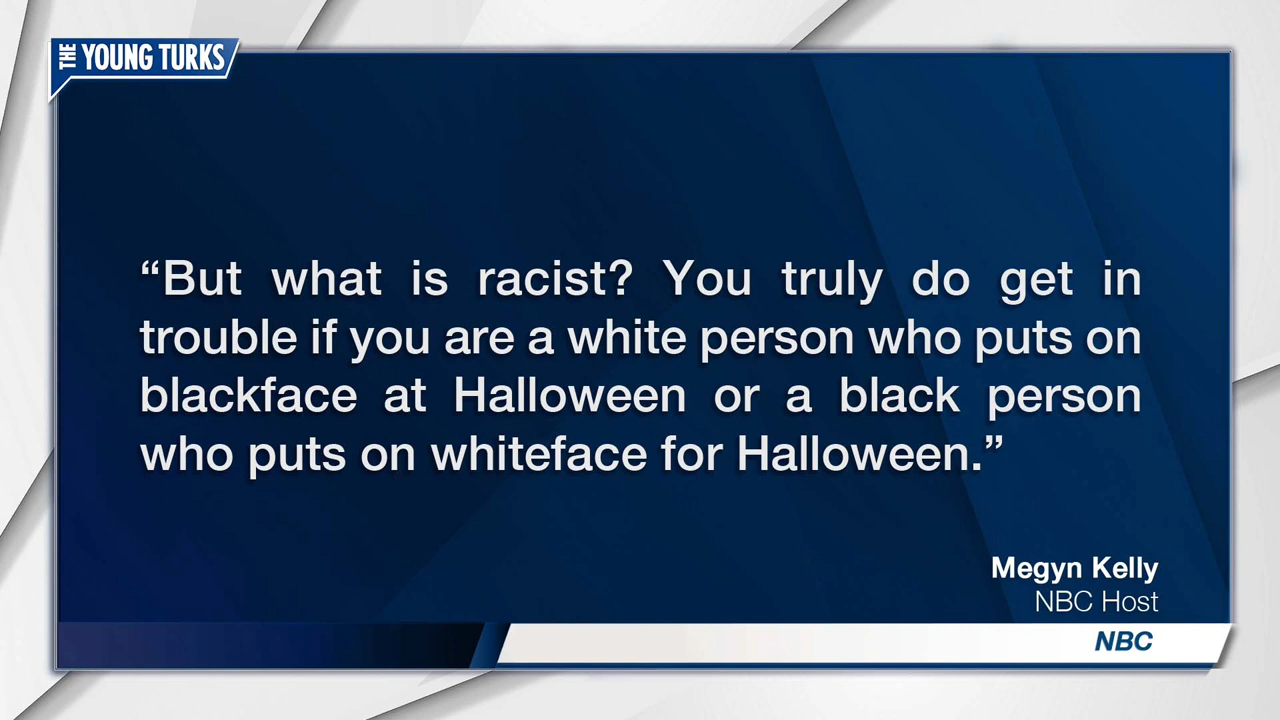 THE YOUNG TURKS
“But what is racist? You truly do get in
trouble if you are a white person who puts on
blackface at Halloween or a black person
who puts on whiteface for Halloween.”
Megyn Kelly
NBC Host
NBC